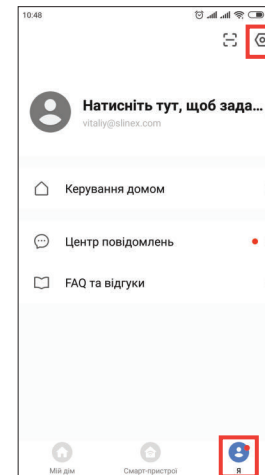 10:48
Натисніть тут, щоб зада...
vitaliy@slinex.com
Керування домом
Центр повідомлень
FAQ та відгуки
Мій дім
Смарт-пристрої
Я